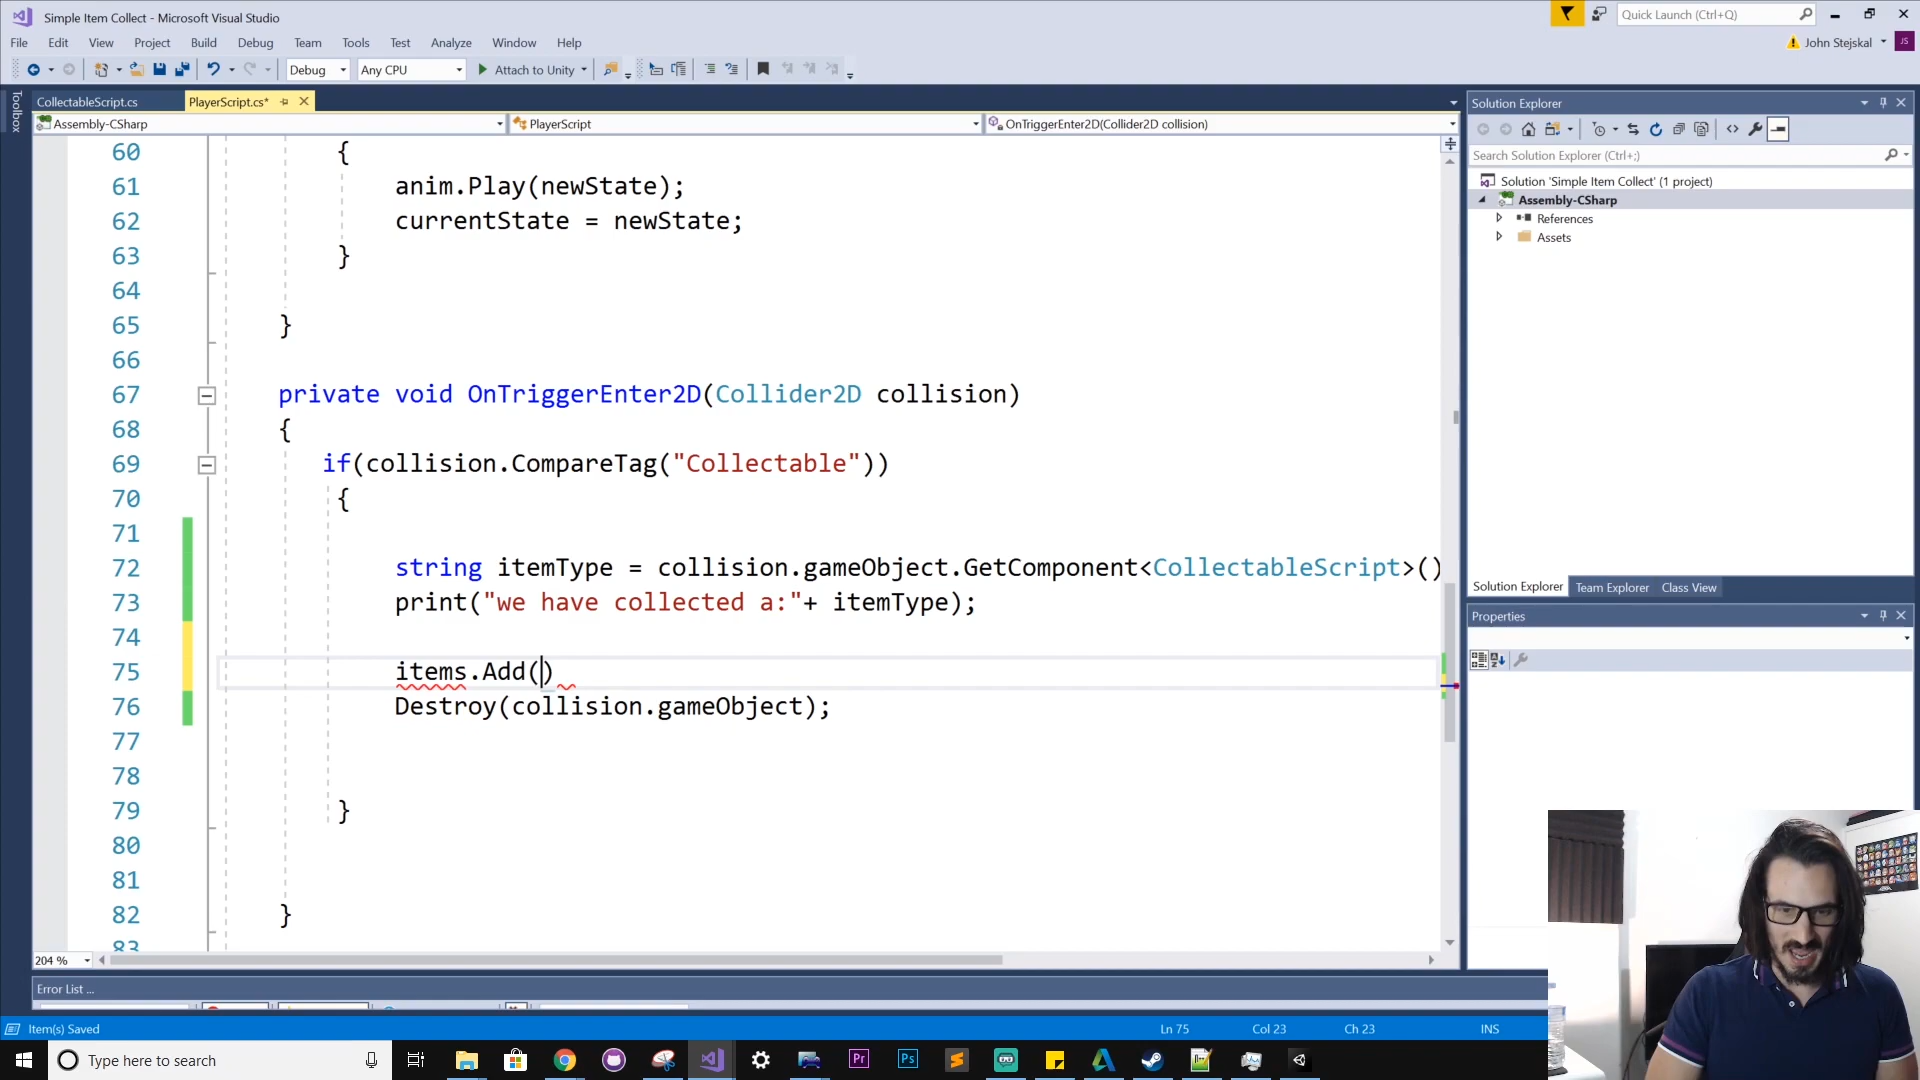 Simple Item Collect - Microsoft Visual Studio
Quick Launch (Ctrl+Q)
File Edit View Project Build Debug Team Tools Test Analyze Window Help
John Stejskal JS
Debug Any CPU Attach to Unity
Toolbox
CollectableScript.cs PlayerScript.cs*
Assembly-CSharp PlayerScript OnTriggerEnter2D(Collider2D collision)
60 {
61 anim.Play(newState);
62 currentState = newState;
63 }
64
65 }
66
67 private void OnTriggerEnter2D(Collider2D collision)
68 {
69 if(collision.CompareTag("Collectable"))
70 {
71
72 string itemType = collision.gameObject.GetComponent<CollectableScript>()
73 print("we have collected a:"+ itemType);
74
75 items.Add()
76 Destroy(collision.gameObject);
77
78
79 }
80
81
82 }
83
204 %
Error List ...
Item(s) Saved Ln 75 Col 23 Ch 23 INS
Solution Explorer
Search Solution Explorer (Ctrl+;)
Solution 'Simple Item Collect' (1 project)
Assembly-CSharp
References
Assets
Solution Explorer Team Explorer Class View
Properties
Type here to search
Pr Ps